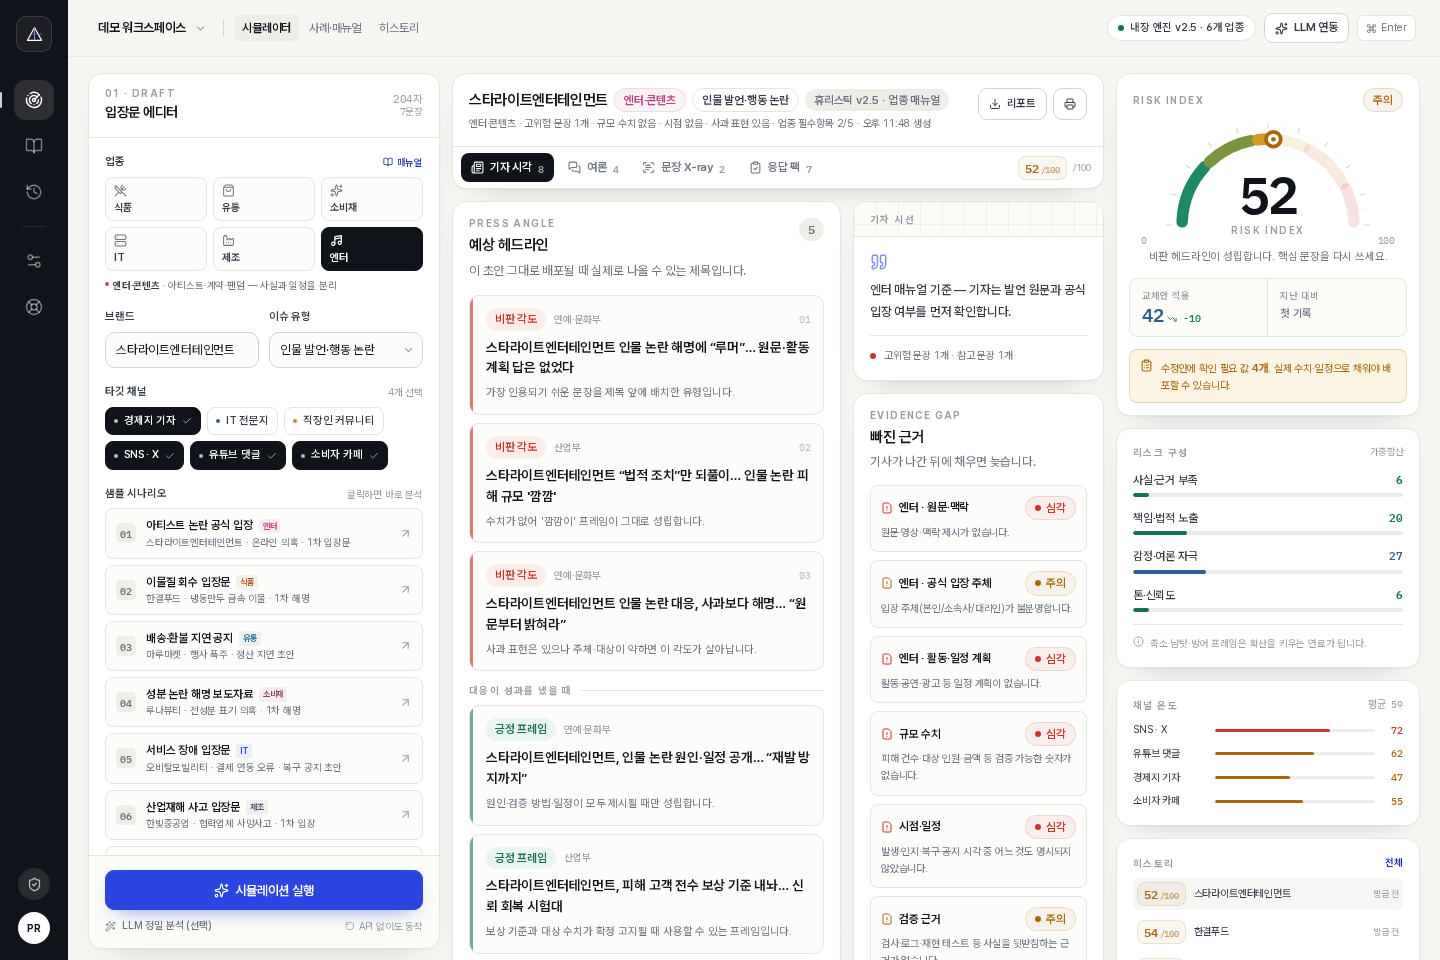 데모 워크스페이스
시뮬레이터
사례·매뉴얼
히스토리
내장 엔진 v2.5 · 6개 업종
LLM 연동
⌘ Enter
01 · DRAFT
입장문 에디터
204자
7문장
업종
매뉴얼
식품
유통
소비재
IT
제조
엔터
엔터·콘텐츠 · 아티스트·계약·팬덤 — 사실과 일정을 분리
브랜드
이슈 유형
스타라이트엔터테인먼트
인물 발언·행동 논란
타깃 채널
4개 선택
경제지 기자
IT 전문지
직장인 커뮤니티
SNS · X
유튜브 댓글
소비자 카페
샘플 시나리오
클릭하면 바로 분석
01
아티스트 논란 공식 입장 엔터
스타라이트엔터테인먼트 · 온라인 의혹 · 1차 입장문
02
이물질 회수 입장문 식품
한결푸드 · 냉동만두 금속 이물 · 1차 해명
03
배송·환불 지연 공지 유통
마루마켓 · 행사 폭주 · 정산 지연 초안
04
성분 논란 해명 보도자료 소비재
루나뷰티 · 전성분 표기 의혹 · 1차 해명
05
서비스 장애 입장문 IT
오비탈모빌리티 · 결제 연동 오류 · 복구 공지 초안
06
산업재해 사고 입장문 제조
한빛중공업 · 협력업체 사망사고 · 1차 입장
시뮬레이션 실행
LLM 정밀 분석 (선택)
API 없이도 동작
PR
스타라이트엔터테인먼트
엔터·콘텐츠
인물 발언·행동 논란
휴리스틱 v2.5 · 업종 매뉴얼
엔터·콘텐츠 · 고위험 문장 1개 · 규모 수치 없음 · 시점 없음 · 사과 표현 있음 · 업종 필수항목 2/5 · 오후 11:48 생성
리포트
기자 시각 8
여론 4
문장 X-ray 2
응답 팩 7
52 /100
/100
PRESS ANGLE
예상 헤드라인
5
이 초안 그대로 배포될 때 실제로 나올 수 있는 제목입니다.
비판 각도
연예·문화부
01
스타라이트엔터테인먼트 인물 논란 해명에 “루머”… 원문·활동
계획 답은 없었다
가장 인용되기 쉬운 문장을 제목 앞에 배치한 유형입니다.
비판 각도
산업부
02
스타라이트엔터테인먼트 “법적 조치”만 되풀이… 인물 논란 피
해 규모 '깜깜'
수치가 없어 '깜깜이' 프레임이 그대로 성립합니다.
비판 각도
연예·문화부
03
스타라이트엔터테인먼트 인물 논란 대응, 사과보다 해명… “원
문부터 밝혀라”
사과 표현은 있으나 주체·대상이 약하면 이 각도가 살아납니다.
대응이 성과를 냈을 때
긍정 프레임
연예·문화부
스타라이트엔터테인먼트, 인물 논란 원인·일정 공개… “재발 방
지까지”
원인·검증 방법·일정이 모두 제시될 때만 성립합니다.
긍정 프레임
산업부
스타라이트엔터테인먼트, 피해 고객 전수 보상 기준 내놔… 신
뢰 회복 시험대
보상 기준과 대상 수치가 확정 고지될 때 사용할 수 있는 프레임입니다.
기자 시선
엔터 매뉴얼 기준 — 기자는 발언 원문과 공식
입장 여부를 먼저 확인합니다.
고위험 문장 1개 · 참고 문장 1개
EVIDENCE GAP
빠진 근거
기사가 나간 뒤에 채우면 늦습니다.
엔터 · 원문·맥락
심각
원문·영상·맥락 제시가 없습니다.
엔터 · 공식 입장 주체
주의
입장 주체(본인/소속사/대리인)가 불분명합니다.
엔터 · 활동·일정 계획
심각
활동·공연·광고 등 일정 계획이 없습니다.
규모 수치
심각
피해 건수·대상 인원·금액 등 검증 가능한 숫자가
없습니다.
시점·일정
심각
발생·인지·복구·공지 시각 중 어느 것도 명시되지
않았습니다.
검증 근거
주의
검사·로그·재현 테스트 등 사실을 뒷받침하는 근
거가 없습니다.
RISK INDEX
주의
52
RISK INDEX
0
100
비판 헤드라인이 성립합니다. 핵심 문장을 다시 쓰세요.
교체안 적용
42 -10
지난 대비
첫 기록
수정안에 확인 필요 값 4개. 실제 수치·일정으로 채워야 배
포할 수 있습니다.
리스크 구성
가중합산
사실·근거 부족
6
책임·법적 노출
20
감정·여론 자극
27
톤·신뢰도
6
축소·남탓·방어 프레임은 확산을 키우는 연료가 됩니다.
채널 온도
평균 59
SNS · X
72
유튜브 댓글
62
경제지 기자
47
소비자 카페
55
히스토리
전체
52 /100
스타라이트엔터테인먼트
방금 전
54 /100
한결푸드
방금 전